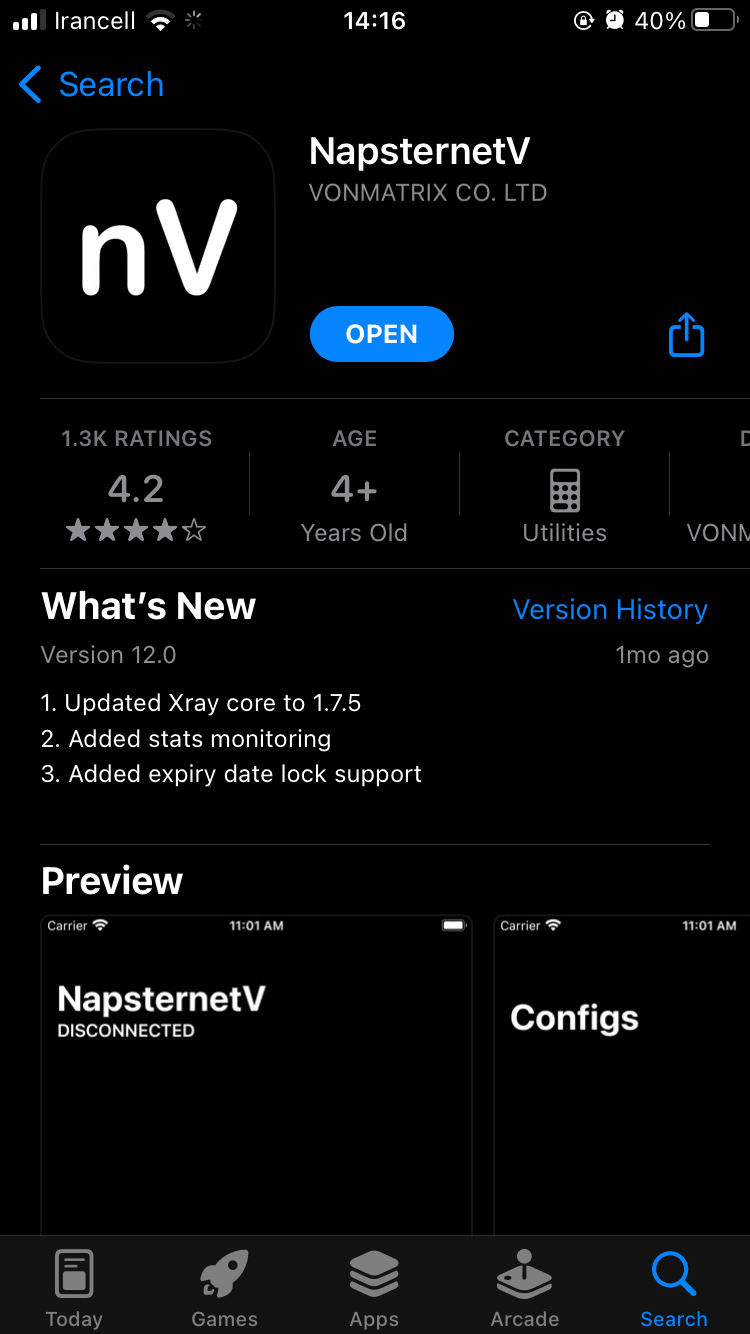 Irancell 14:16 40%
Search
nV
NapsternetV
VONMATRIX CO. LTD
OPEN
1.3K RATINGS AGE CATEGORY D
4.2 4+
Years Old Utilities VONM
What's New Version History
Version 12.0 1mo ago
1. Updated Xray core to 1.7.5
2. Added stats monitoring
3. Added expiry date lock support
Preview
Carrier 11:01 AM Carrier 11:01 AM
NapsternetV
DISCONNECTED
Configs
Today Games Apps Arcade Search